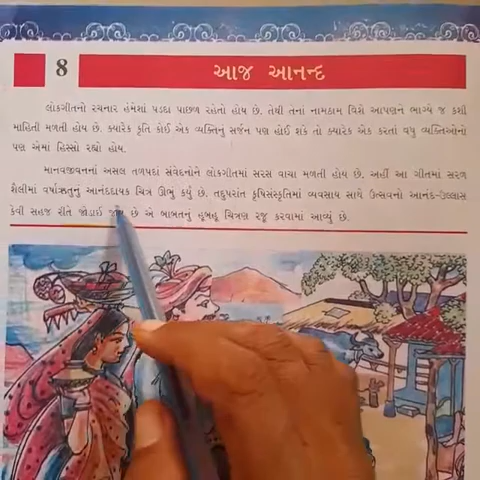 8
આજ આનન્દ
લોકગીતનો રચનાર હંમેશાં પડદા પાછળ રહેતો હોય છે. તેથી તેના નામઠામ વિશે આપણને ભાગ્યે જ કશી
માહિતી મળતી હોય છે. ક્યારેક કૃતિ કોઈ એક વ્યક્તિનું સર્જન પણ હોઈ શકે તો ક્યારેક એક કરતાં વધુ વ્યક્તિઓનો
પણ એમાં હિસ્સો રહ્યો હોય.
માનવજીવનનાં અસલ તળપદાં સંવેદનોને લોકગીતમાં સરસ વાચા મળતી હોય છે. અહીં આ ગીતમાં સરળ
શૈલીમાં વર્ષાઋતુનું આનંદદાયક ચિત્ર ઊભું કર્યું છે. તદુપરાંત કૃષિસંસ્કૃતિમાં વ્યવસાય સાથે ઉત્સવનો આનંદ-ઉલ્લાસ
કેવી સહજ રીતે જોડાઈ જાય છે એ બાબતનું હૂબહૂ ચિત્રણ રજૂ કરવામાં આવ્યું છે.